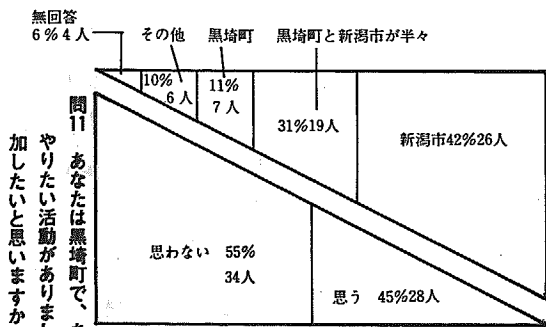 無回答
6%4人
その他
黒埼町
黒埼町と新潟市が半々
10%
6人
11%
7人
31%19人
新潟市42%26人
問11 あなたは黒埼町で、
やりたい活動がありま
加したいと思いますか
思わない 55%
34人
思う 45%28人